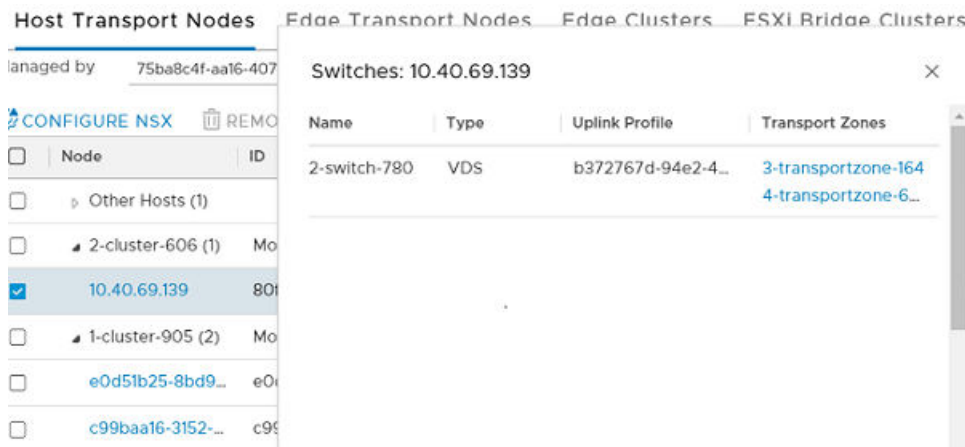 Host Transport Nodes Edge Transport Nodes Edge Clusters ESXi Bridge Clusters
anaged by 75ba8c4f-aa16-407
Switches: 10.40.69.139
CONFIGURE NSX REMO
Name Type Uplink Profile Transport Zones
Node ID
2-switch-780 VDS b372767d-94e2-4... 3-transportzone-164
4-transportzone-6...
Other Hosts (1)
2-cluster-606 (1) Mo
10.40.69.139 80f
1-cluster-905 (2) Mo
e0d51b25-8bd9... e0
c99baa16-3152-... c99